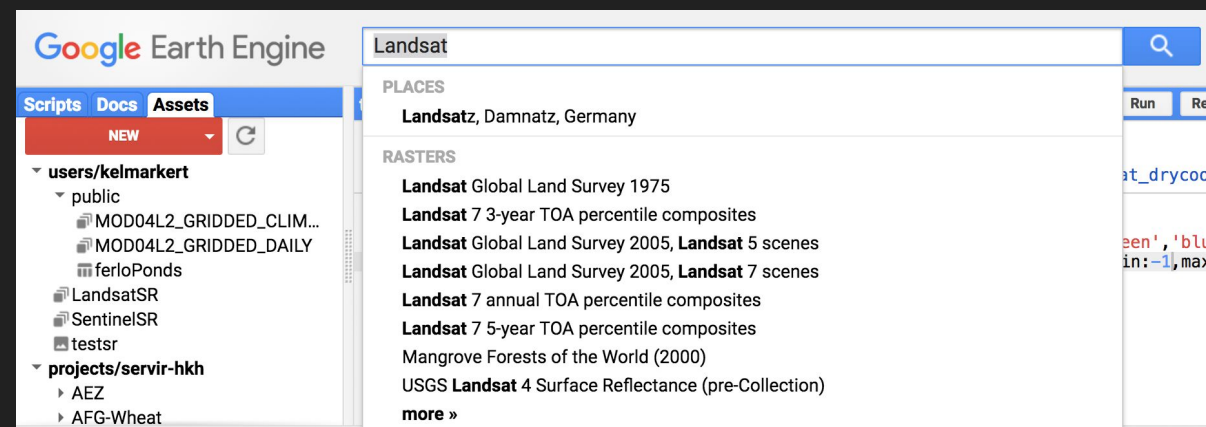 Google Earth Engine
Landsat
Scripts Docs Assets
Run
Re
NEW
users/kelmarkert
public
MOD04L2_GRIDDED_CLIM...
MOD04L2_GRIDDED_DAILY
ferloPonds
LandsatSR
SentinelSR
testsr
projects/servir-hkh
AEZ
AFG-Wheat
PLACES
Landsatz, Damnatz, Germany
RASTERS
Landsat Global Land Survey 1975
Landsat 7 3-year TOA percentile composites
Landsat Global Land Survey 2005, Landsat 5 scenes
Landsat Global Land Survey 2005, Landsat 7 scenes
Landsat 7 annual TOA percentile composites
Landsat 7 5-year TOA percentile composites
Mangrove Forests of the World (2000)
USGS Landsat 4 Surface Reflectance (pre-Collection)
more »
at_drycoo
een','blu
in:-1,max